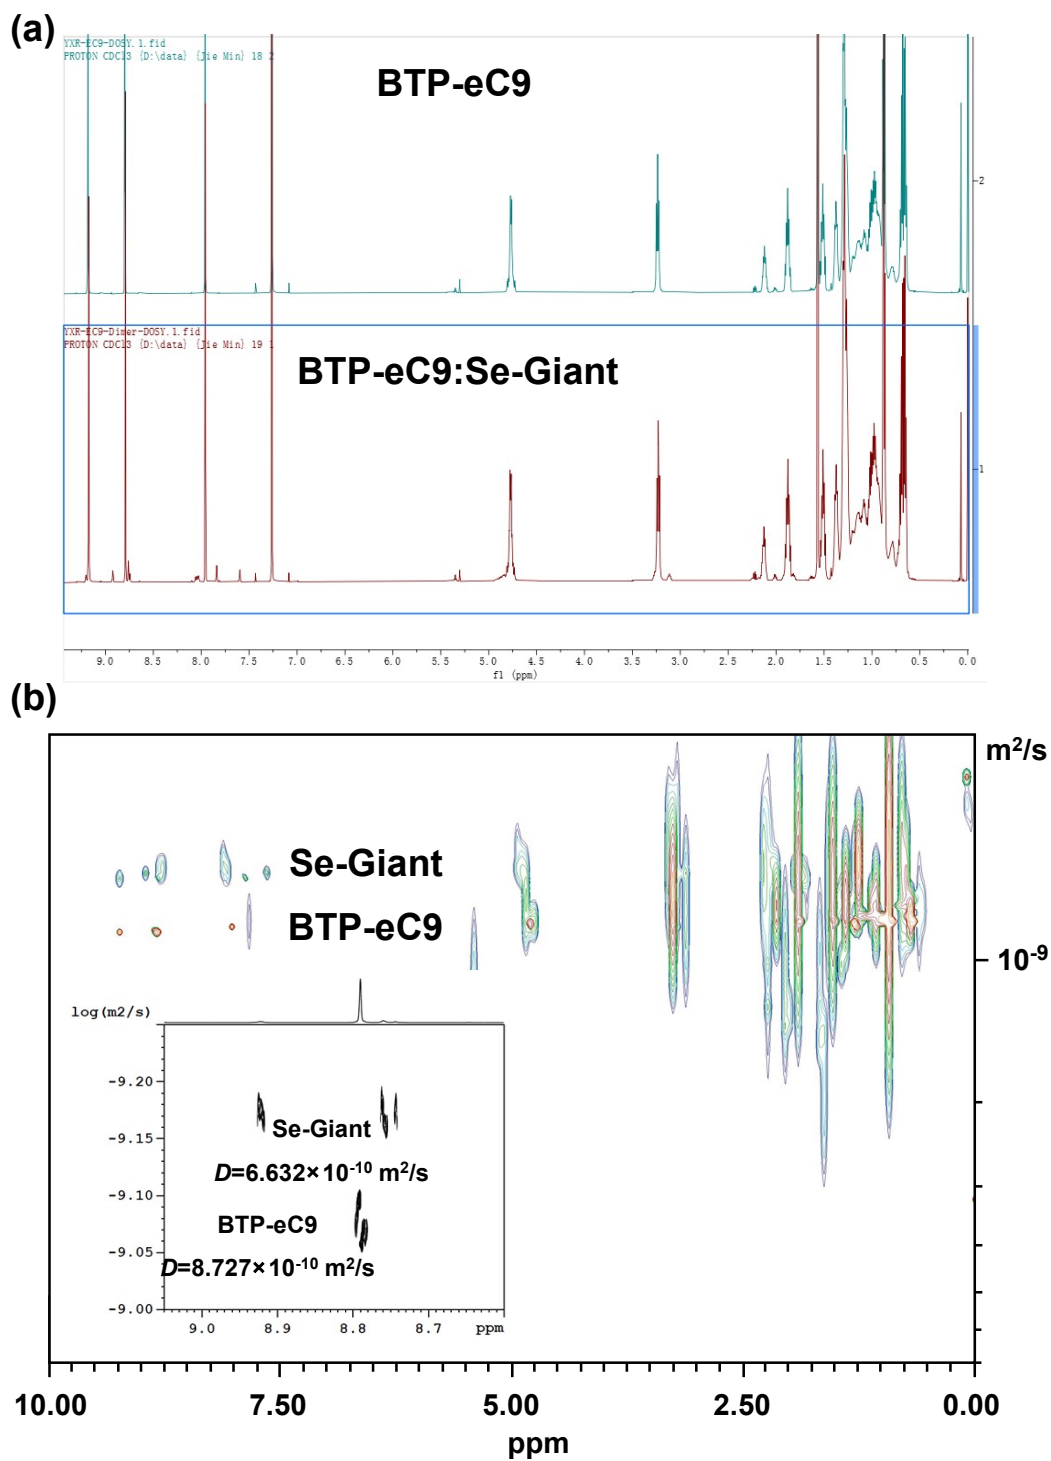 (a)
YXR-EC9-DOSY.1.fid
PROTON CDCl3 {D:\data} {Jie Min} 18 2
BTP-eC9
2
YXR-EC9-Dimer-DOSY.1.fid
PROTON CDCl3 {D:\data} {Jie Min} 19 1
BTP-eC9:Se-Giant
1
9.0 8.5 8.0 7.5 7.0 6.5 6.0 5.5 5.0 4.5 4.0 3.5 3.0 2.5 2.0 1.5 1.0 0.5 0.0
f1 (ppm)
(b)
m²/s
Se-Giant
BTP-eC9
10⁻⁹
log(m2/s)
-9.20
-9.15
-9.10
-9.05
-9.00
Se-Giant
D=6.632×10⁻¹⁰ m²/s
BTP-eC9
D=8.727×10⁻¹⁰ m²/s
9.0 8.9 8.8 8.7 ppm
10.00 7.50 5.00 2.50 0.00
ppm